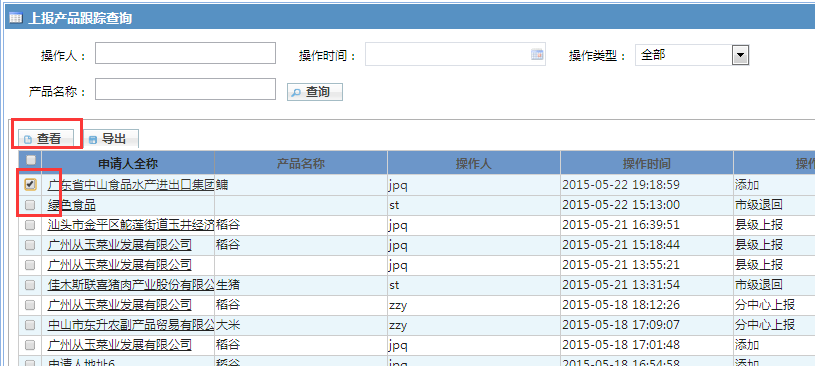 上报产品跟踪查询
操作人： 操作时间： 操作类型： 全部
产品名称： 查询
查看 导出
申请人全称 产品名称 操作人 操作时间 操作
广东省中山食品水产进出口集团 鳙 jpq 2015-05-22 19:18:59 添加
绿色食品 st 2015-05-22 15:13:00 市级退回
汕头市金平区鮀莲街道玉井经济 稻谷 jpq 2015-05-21 16:39:51 县级上报
广州从玉菜业发展有限公司 稻谷 jpq 2015-05-21 15:18:44 县级上报
广州从玉菜业发展有限公司 jpq 2015-05-21 13:55:21 县级上报
佳木斯联喜猪肉产业股份有限公 生猪 st 2015-05-21 13:31:54 市级退回
广州从玉菜业发展有限公司 稻谷 zzy 2015-05-18 18:12:26 分中心上报
中山市东升农副产品贸易有限公 大米 zzy 2015-05-18 17:09:07 分中心上报
广州从玉菜业发展有限公司 稻谷 jpq 2015-05-18 17:01:48 添加
申请人地址6 稻谷 jpq 2015-05-18 16:54:58 添加